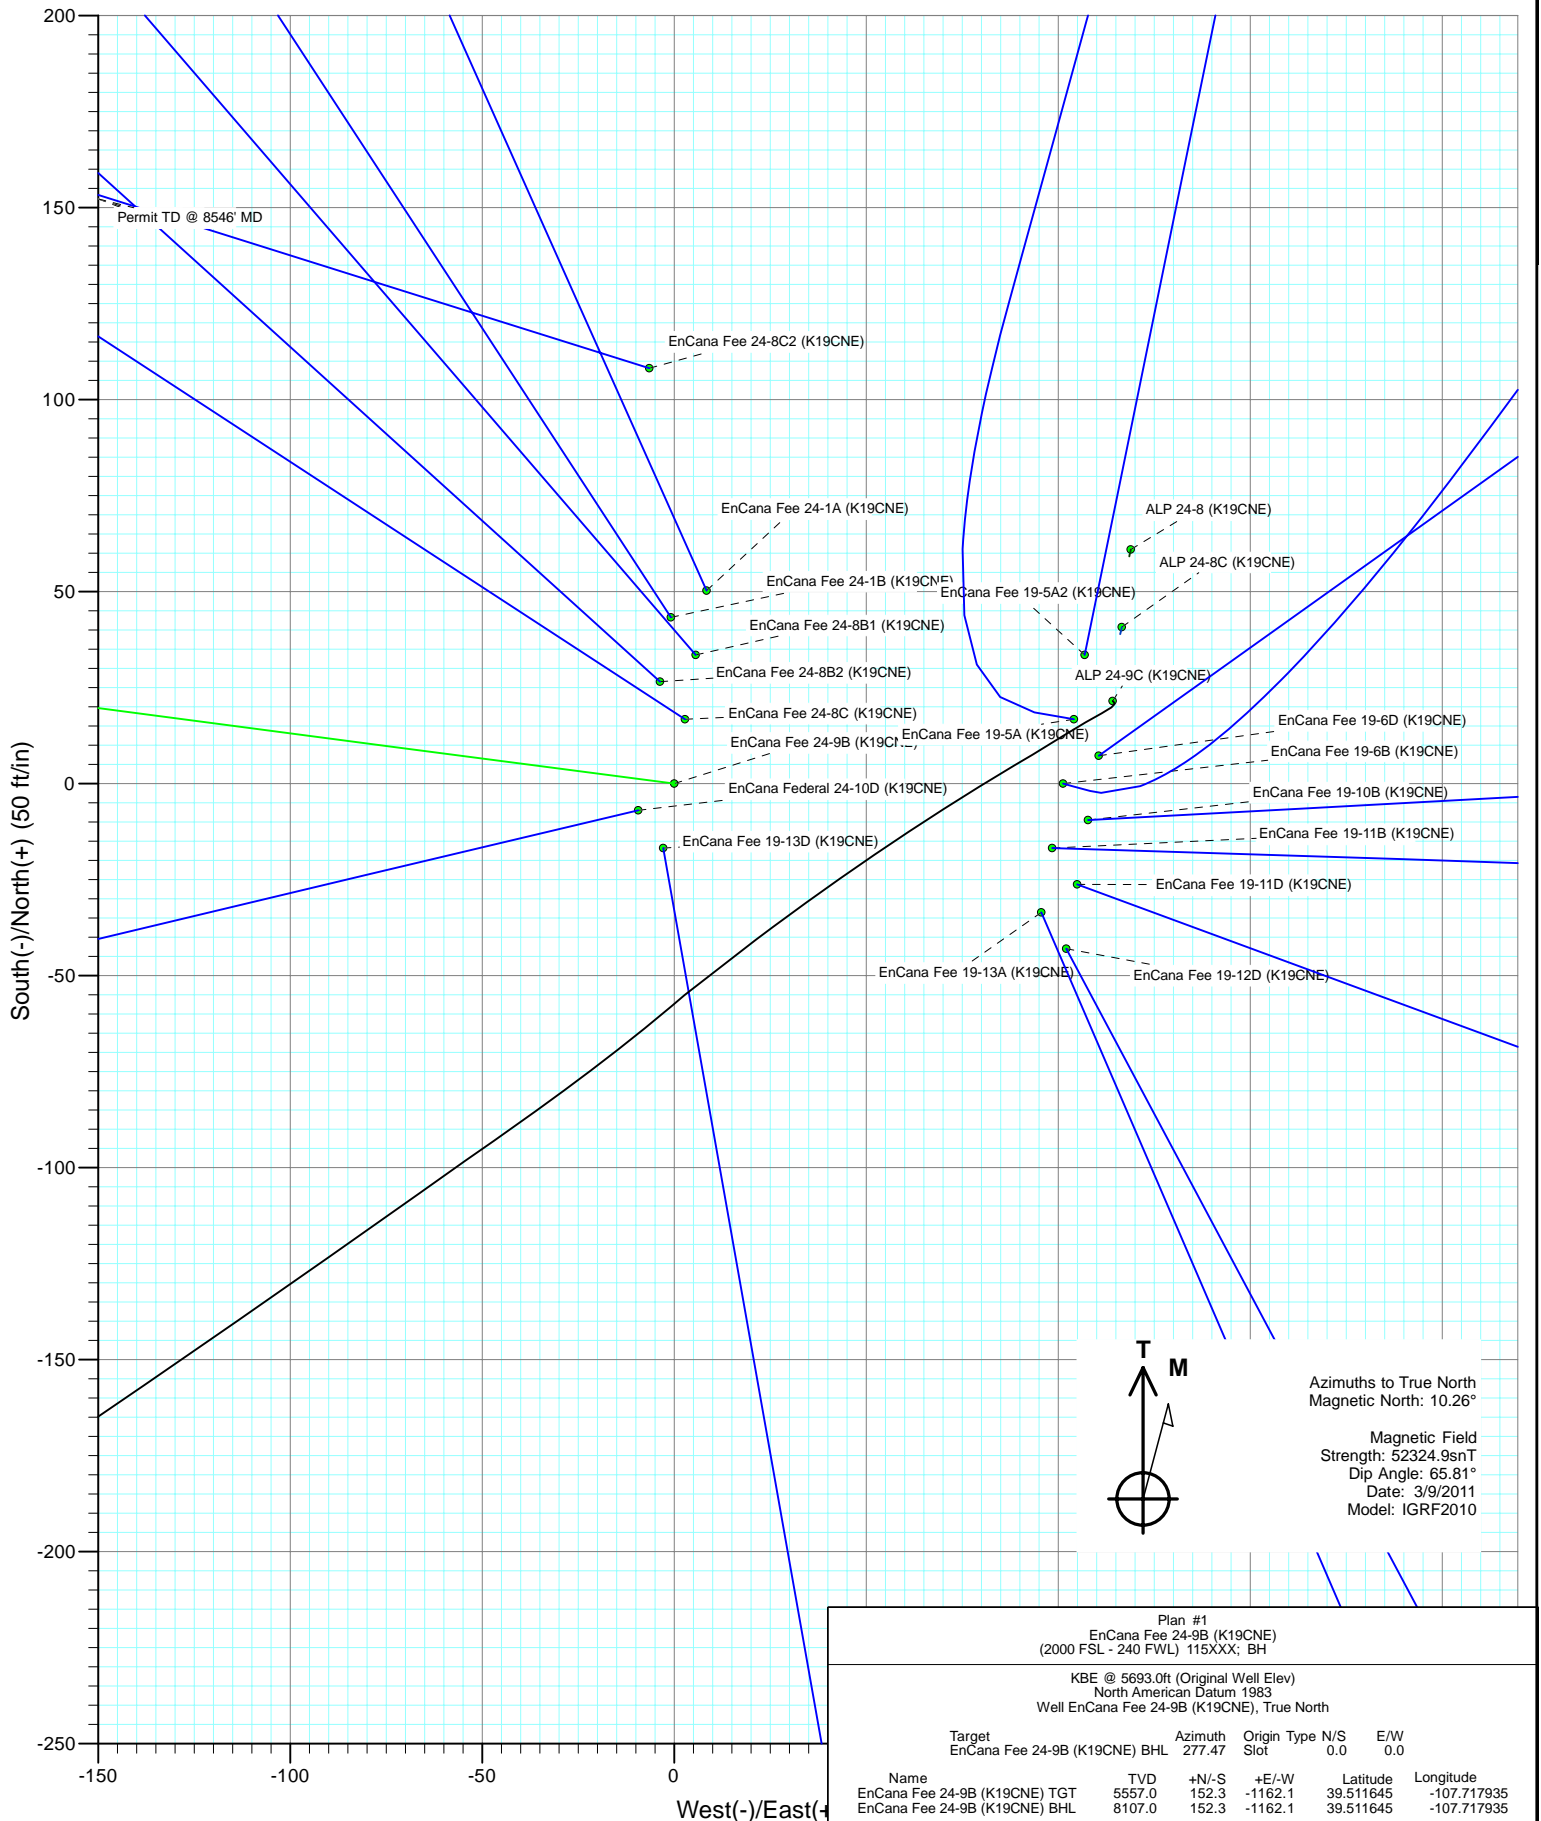 200
150
Permit TD @ 8546' MD
EnCana Fee 24-8C2 (K19CNE)
100
EnCana Fee 24-1A (K19CNE)
ALP 24-8 (K19CNE)
ALP 24-8C (K19CNE)
EnCana Fee 24-1B (K19CNE)
EnCana Fee 19-5A2 (K19CNE)
50
EnCana Fee 24-8B1 (K19CNE)
EnCana Fee 24-8B2 (K19CNE)
ALP 24-9C (K19CNE)
EnCana Fee 24-8C (K19CNE)
EnCana Fee 19-6D (K19CNE)
EnCana Fee 19-5A (K19CNE)
EnCana Fee 24-9B (K19CNE)
EnCana Fee 19-6B (K19CNE)
0
EnCana Federal 24-10D (K19CNE)
EnCana Fee 19-10B (K19CNE)
EnCana Fee 19-11B (K19CNE)
EnCana Fee 19-13D (K19CNE)
EnCana Fee 19-11D (K19CNE)
South(-)/North(+) (50 ft/in)
-50
EnCana Fee 19-13A (K19CNE)
EnCana Fee 19-12D (K19CNE)
-100
-150
T
M
Azimuths to True North
Magnetic North: 10.26°
Magnetic Field
Strength: 52324.9snT
Dip Angle: 65.81°
Date: 3/9/2011
Model: IGRF2010
-200
-250
-150 -100 -50 0
West(-)/East(+
Plan #1
EnCana Fee 24-9B (K19CNE)
(2000 FSL - 240 FWL) 115XXX; BH
KBE @ 5693.0ft (Original Well Elev)
North American Datum 1983
Well EnCana Fee 24-9B (K19CNE), True North
Target Azimuth Origin Type N/S E/W
EnCana Fee 24-9B (K19CNE) BHL 277.47 Slot 0.0 0.0
Name TVD +N/-S +E/-W Latitude Longitude
EnCana Fee 24-9B (K19CNE) TGT 5557.0 152.3 -1162.1 39.511645 -107.717935
EnCana Fee 24-9B (K19CNE) BHL 8107.0 152.3 -1162.1 39.511645 -107.717935